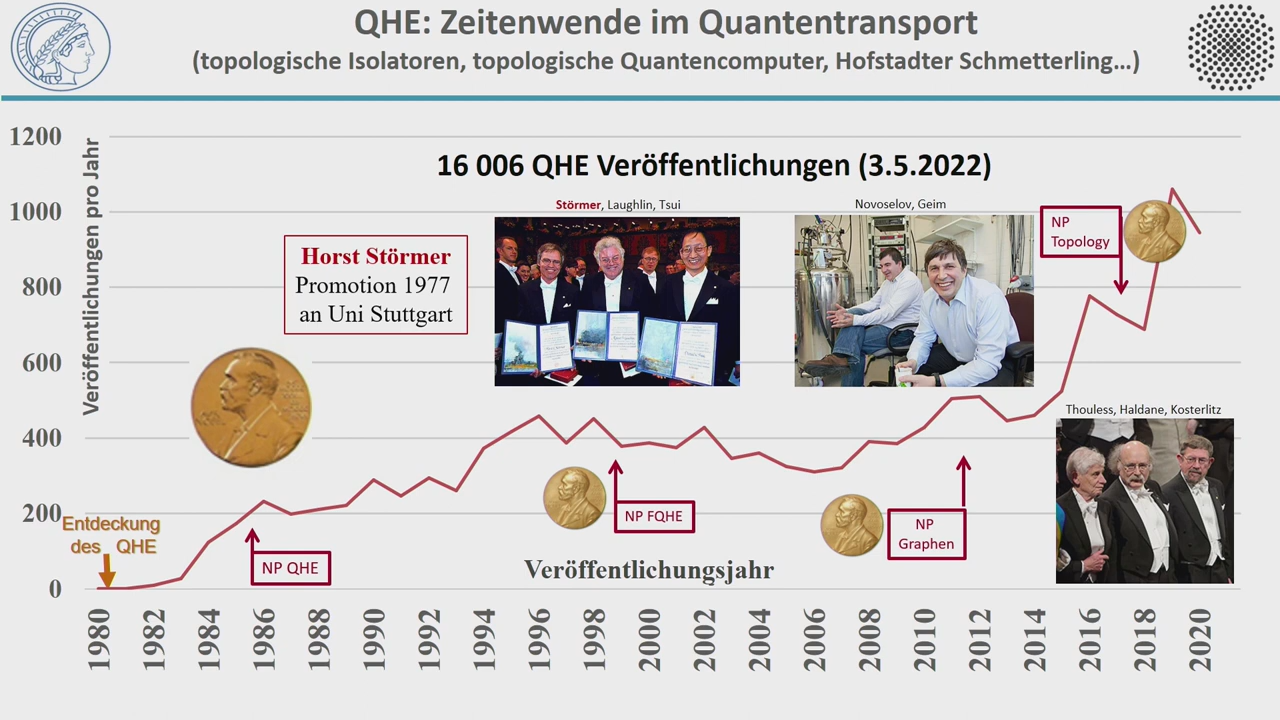 QHE: Zeitenwende im Quantentransport
(topologische Isolatoren, topologische Quantencomputer, Hofstadter Schmetterling...)
Veröffentlichungen pro Jahr
1200
1000
800
600
400
200
0
16 006 QHE Veröffentlichungen (3.5.2022)
Störmer, Laughlin, Tsui
Novoselov, Geim
NP
Topology
Horst Störmer
Promotion 1977
an Uni Stuttgart
Thouless, Haldane, Kosterlitz
Entdeckung
des QHE
NP QHE
NP FQHE
NP
Graphen
Veröffentlichungsjahr
1980
1982
1984
1986
1988
1990
1992
1994
1996
1998
2000
2002
2004
2006
2008
2010
2012
2014
2016
2018
2020